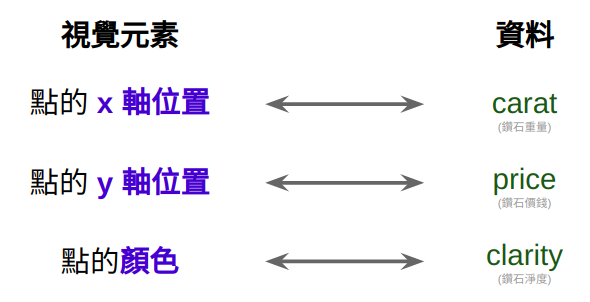 視覺元素 資料
點的 x 軸位置 carat
(鑽石重量)
點的 y 軸位置 price
(鑽石價錢)
點的顏色 clarity
(鑽石淨度)